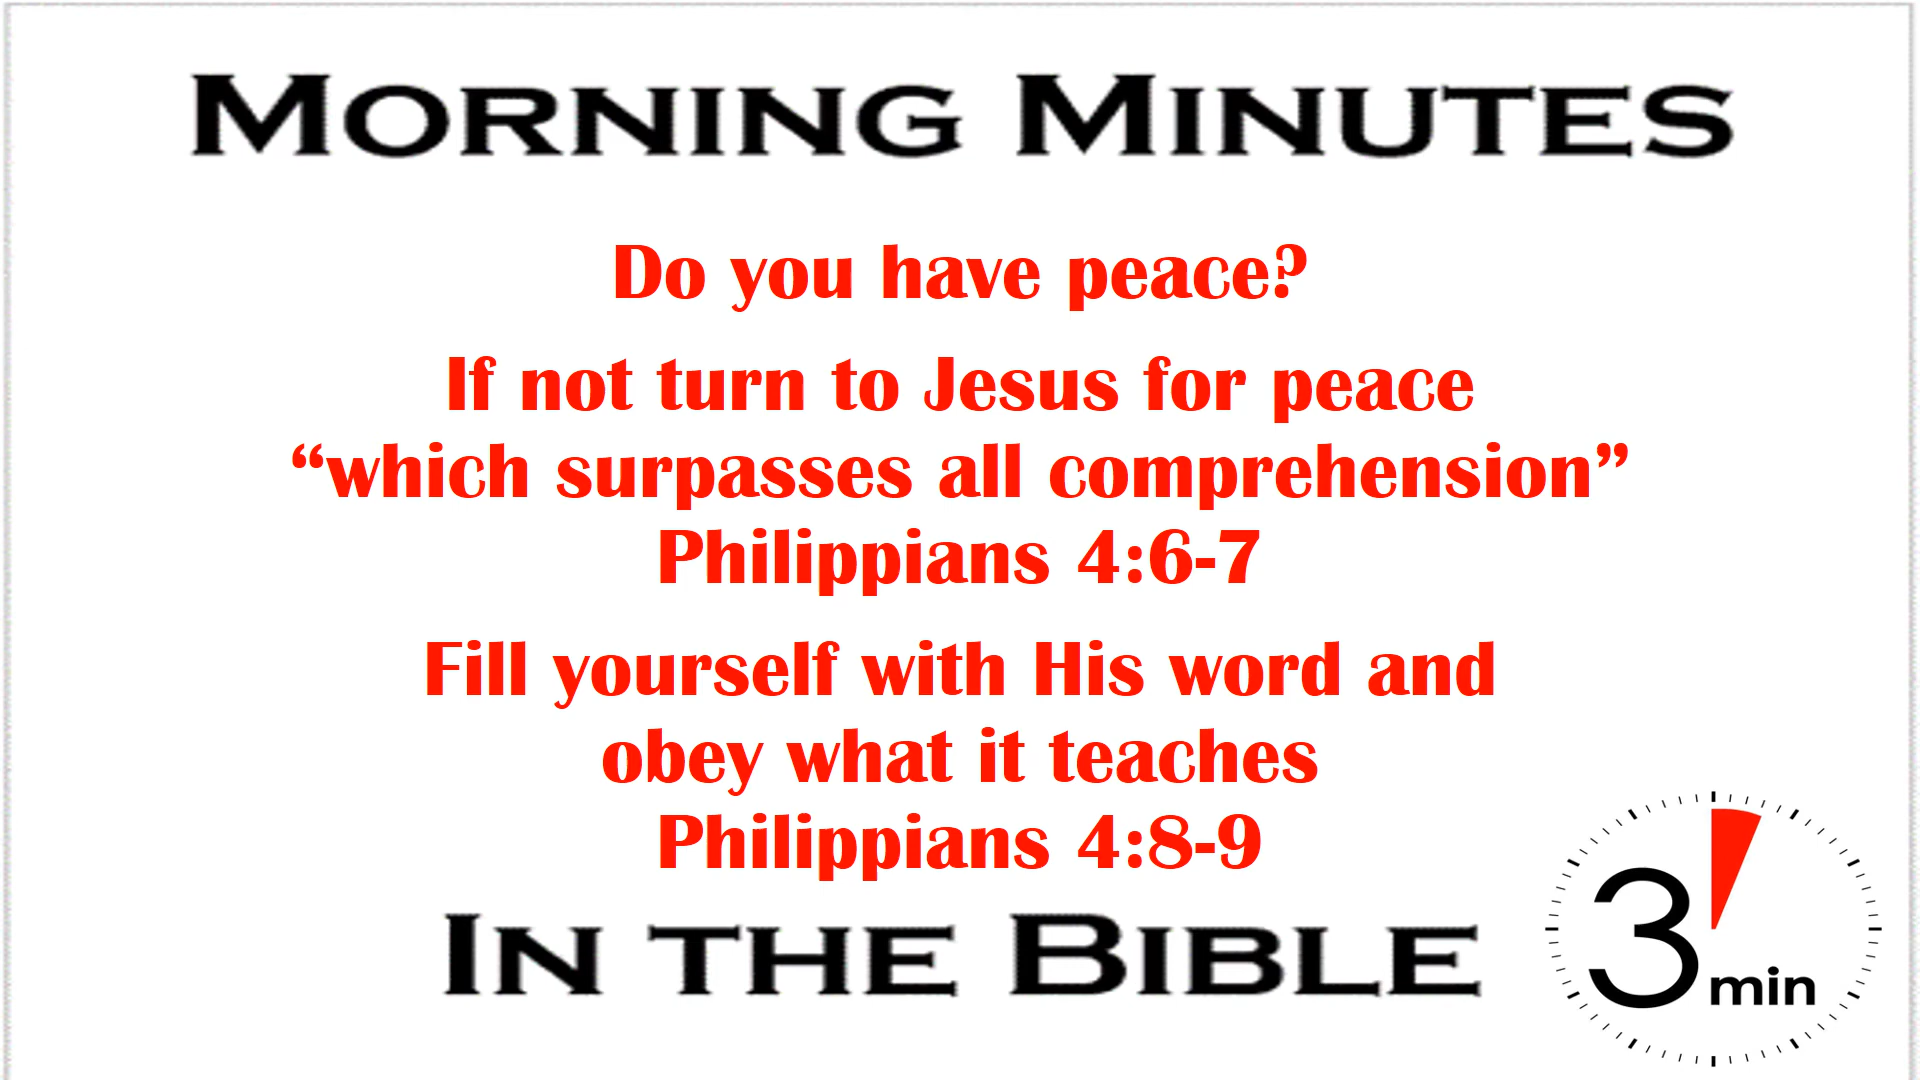 MORNING MINUTES
Do you have peace?
If not turn to Jesus for peace
“which surpasses all comprehension”
Philippians 4:6-7
Fill yourself with His word and
obey what it teaches
Philippians 4:8-9
IN THE BIBLE
3 min